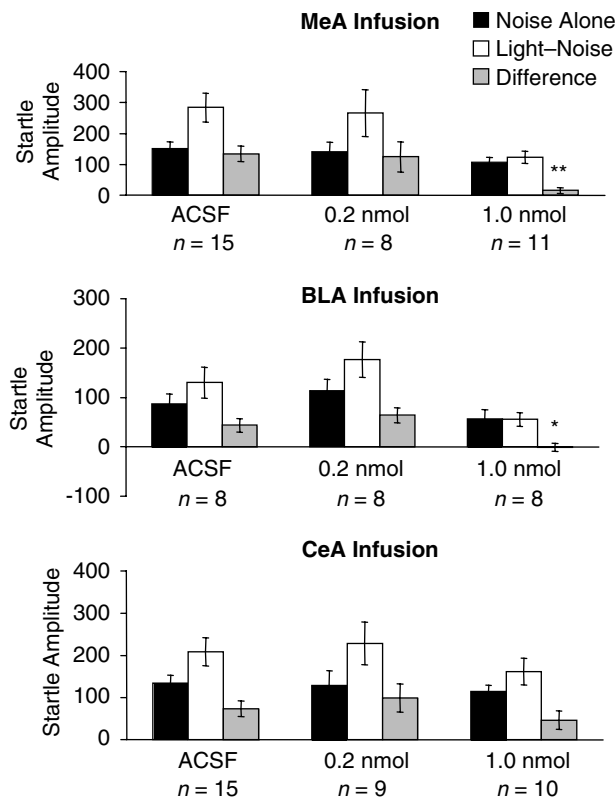 MeA Infusion
Noise Alone
Light–Noise
Difference
Startle
Amplitude
400
300
200
100
0
**
ACSF
0.2 nmol
1.0 nmol
n = 15
n = 8
n = 11
BLA Infusion
Startle
Amplitude
300
200
100
0
-100
*
ACSF
0.2 nmol
1.0 nmol
n = 8
n = 8
n = 8
CeA Infusion
Startle Amplitude
400
300
200
100
0
ACSF
0.2 nmol
1.0 nmol
n = 15
n = 9
n = 10